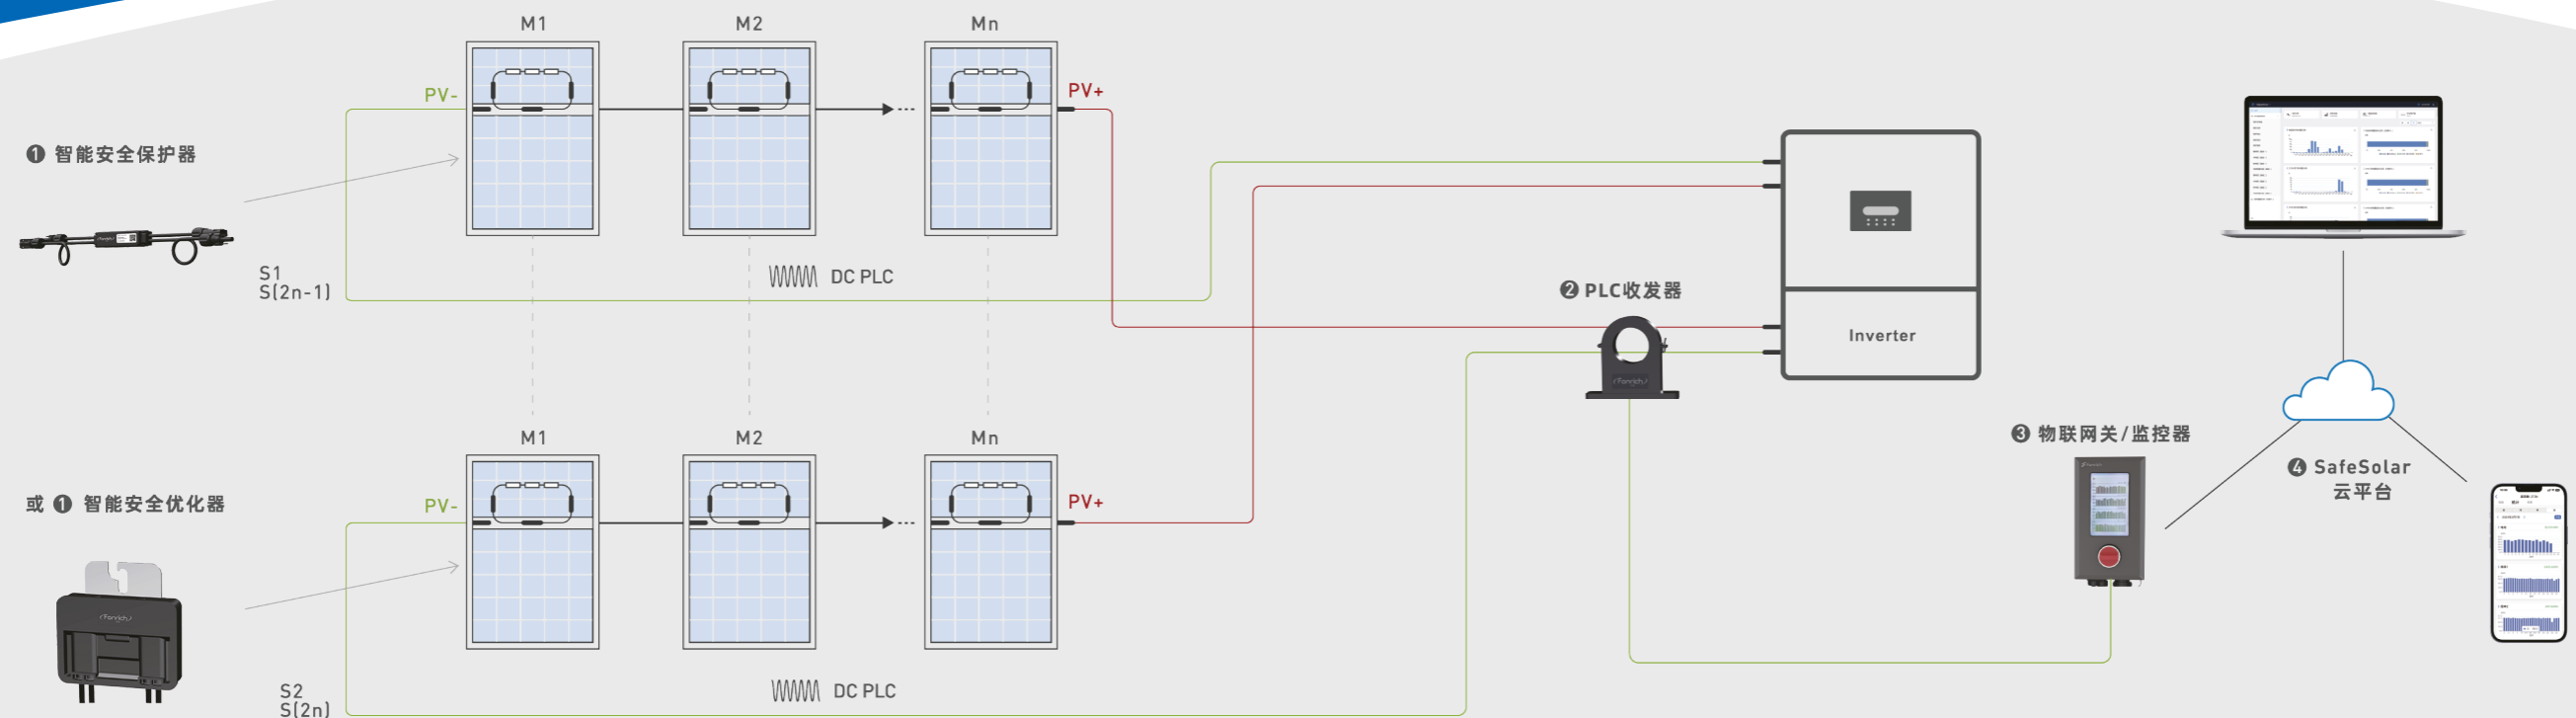 M1
M2
Mn
PV-
PV+
❶ 智能安全保护器
S1
S(2n-1)
DC PLC
❷ PLC收发器
Inverter
Fonrich
M1
M2
Mn
❸ 物联网关/监控器
❹ SafeSolar
云平台
或 ❶ 智能安全优化器
PV-
PV+
Fonrich
S2
S(2n)
DC PLC